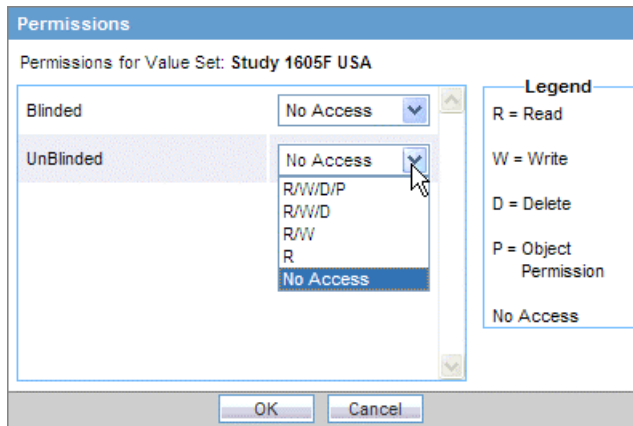 Permissions
Permissions for Value Set: Study 1605F USA
Blinded
No Access
UnBlinded
No Access
R/W/D/P
R/W/D
R/W
R
No Access
Legend
R = Read
W = Write
D = Delete
P = Object
Permission
No Access
OK
Cancel